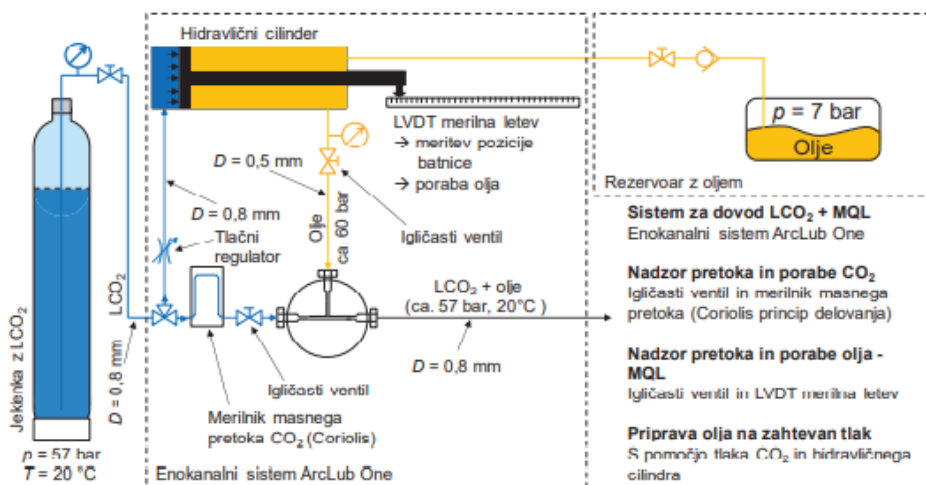 Hidravlični cilinder
LVDT merilna letev
→ meritev pozicije
batnice
→ poraba olja
D = 0,5 mm
D = 0,8 mm
Olje
ca 60 bar
Igličasti ventil
Tlačni
regulator
LCO₂
D = 0,8 mm
Jeklenka z LCO₂
p = 57 bar
T = 20 °C
LCO₂ + olje
(ca. 57 bar, 20°C )
D = 0,8 mm
Igličasti ventil
Merilnik masnega
pretoka CO₂ (Coriolis)
Enokanalni sistem ArcLub One
p = 7 bar
Olje
Rezervoar z oljem
Sistem za dovod LCO₂ + MQL
Enokanalni sistem ArcLub One
Nadzor pretoka in porabe CO₂
Igličasti ventil in merilnik masnega
pretoka (Coriolis princip delovanja)
Nadzor pretoka in porabe olja -
MQL
Igličasti ventil in LVDT merilna letev
Priprava olja na zahtevan tlak
S pomočjo tlaka CO₂ in hidravličnega
cilindra